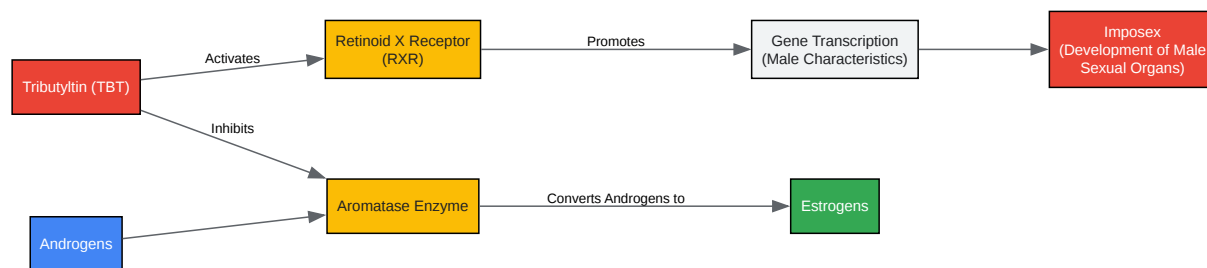 Tributyltin (TBT)
Activates
Retinoid X Receptor
(RXR)
Promotes
Gene Transcription
(Male Characteristics)
Imposex
(Development of Male
Sexual Organs)
Inhibits
Androgens
Aromatase Enzyme
Converts Androgens to
Estrogens